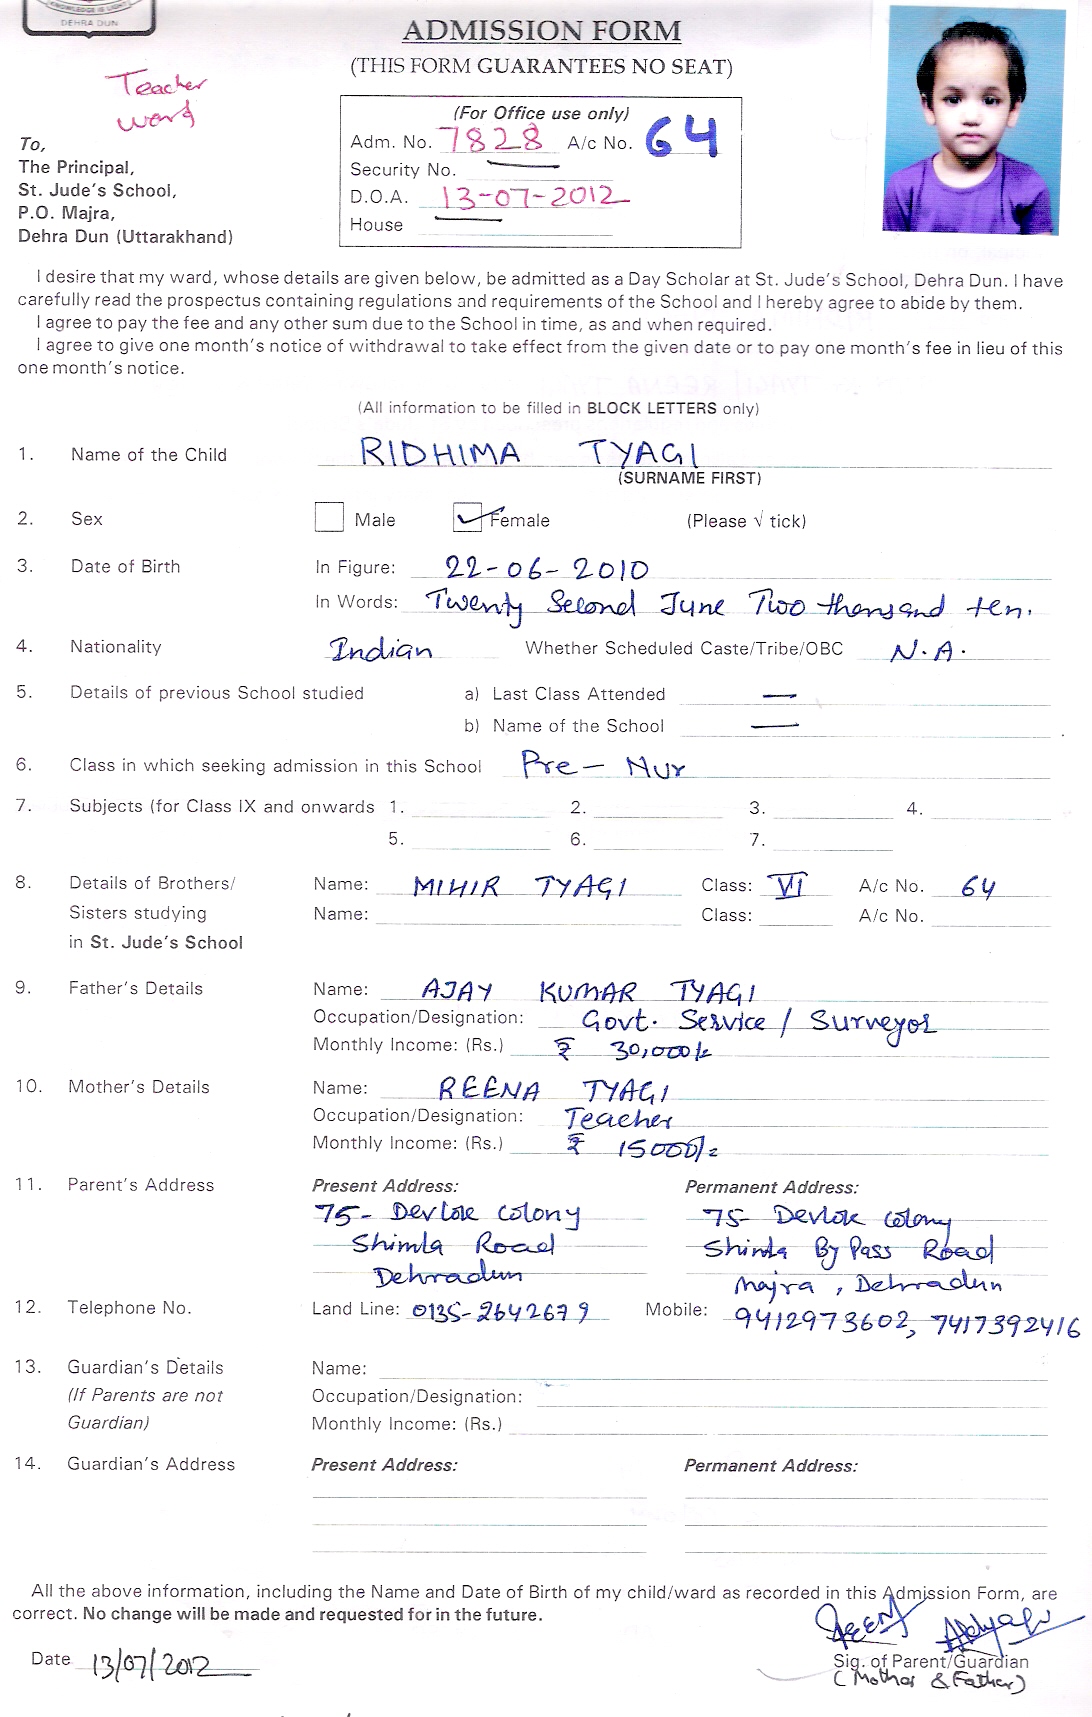 KNOWLEDGE IS LIGHT
DEHRA DUN
ADMISSION FORM
(THIS FORM GUARANTEES NO SEAT)
Teacher
ward
(For Office use only)
Adm. No. 7828 A/c No. 64
Security No. —
D.O.A. 13-07-2012
House —
To,
The Principal,
St. Jude's School,
P.O. Majra,
Dehra Dun (Uttarakhand)
I desire that my ward, whose details are given below, be admitted as a Day Scholar at St. Jude's School, Dehra Dun. I have
carefully read the prospectus containing regulations and requirements of the School and I hereby agree to abide by them.
I agree to pay the fee and any other sum due to the School in time, as and when required.
I agree to give one month's notice of withdrawal to take effect from the given date or to pay one month's fee in lieu of this
one month's notice.
(All information to be filled in BLOCK LETTERS only)
1. Name of the Child RIDHIMA TYAGI
(SURNAME FIRST)
2. Sex Male Female (Please √ tick)
3. Date of Birth In Figure: 22-06-2010
In Words: Twenty Second June Two thousand ten.
4. Nationality Indian Whether Scheduled Caste/Tribe/OBC N.A.
5. Details of previous School studied a) Last Class Attended —
b) Name of the School —
6. Class in which seeking admission in this School Pre-Nur
7. Subjects (for Class IX and onwards 1. 2. 3. 4.
5. 6. 7.
8. Details of Brothers/ Name: MIHIR TYAGI Class: VI A/c No. 64
Sisters studying Name: Class: A/c No.
in St. Jude's School
9. Father's Details Name: AJAY KUMAR TYAGI
Occupation/Designation: Govt. Service / Surveyor
Monthly Income: (Rs.) ₹ 30,000/-
10. Mother's Details Name: REENA TYAGI
Occupation/Designation: Teacher
Monthly Income: (Rs.) ₹ 15000/=
11. Parent's Address Present Address: Permanent Address:
75- Devlok Colony 75- Devlok Colony
Shimla Road Shimla By Pass Road
Dehradun Majra, Dehradun
12. Telephone No. Land Line: 0135-2642679 Mobile: 9412973602, 7417392416
13. Guardian's Details Name:
(If Parents are not Occupation/Designation:
Guardian) Monthly Income: (Rs.)
14. Guardian's Address Present Address: Permanent Address:
All the above information, including the Name and Date of Birth of my child/ward as recorded in this Admission Form, are
correct. No change will be made and requested for in the future.
Date 13/07/2012
Sig. of Parent/Guardian
(Mother & Father)